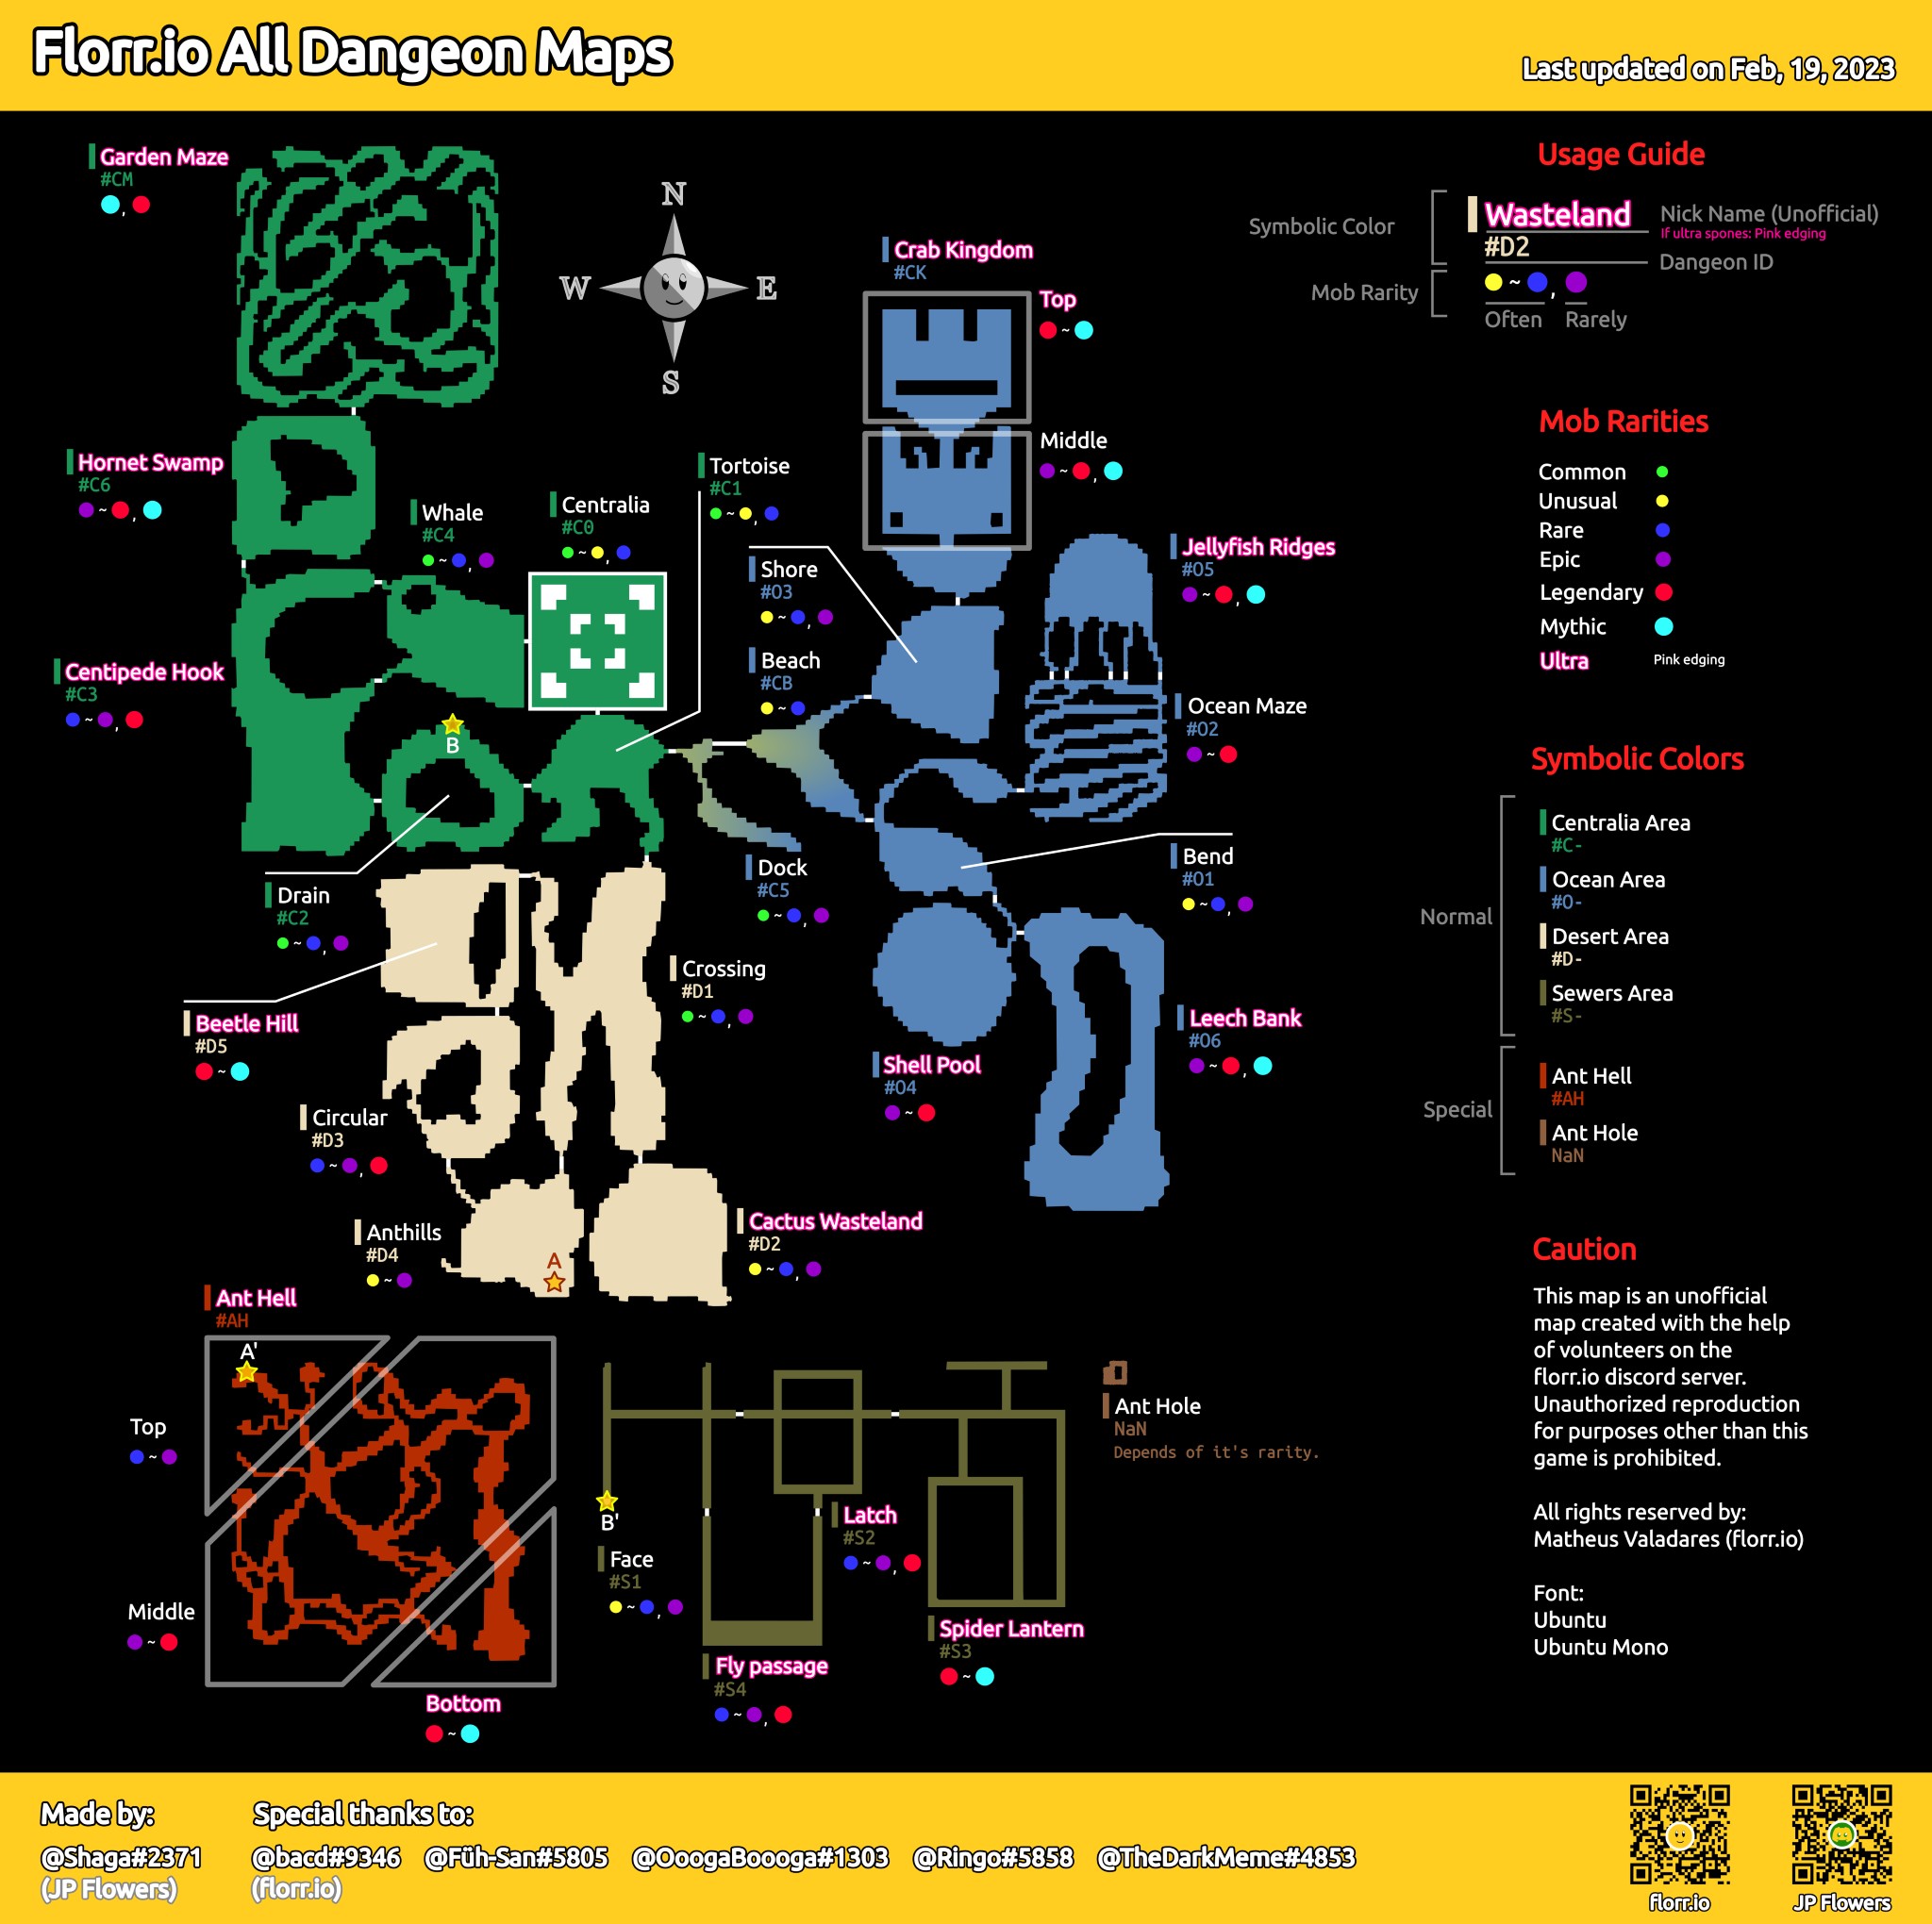 Florr.io All Dangeon Maps
Last updated on Feb, 19, 2023
Garden Maze
#CM
,
N
W
E
S
Hornet Swamp
#C6
~ ,
Whale
#C4
~ ,
Centralia
#C0
~ ,
Tortoise
#C1
~ ,
Centipede Hook
#C3
~ ,
B
Drain
#C2
~ ,
Crab Kingdom
#CK
Top
~
Middle
~ ,
Shore
#03
~ ,
Beach
#CB
~
Jellyfish Ridges
#05
~ ,
Ocean Maze
#02
~
Dock
#C5
~ ,
Bend
#01
~ ,
Beetle Hill
#D5
~
Crossing
#D1
~ ,
Shell Pool
#04
~
Leech Bank
#06
~ ,
Circular
#D3
~ ,
Anthills
#D4
~
A
Cactus Wasteland
#D2
~ ,
Ant Hell
#AH
A'
Top
~
Middle
~
Bottom
~
B'
Face
#S1
~ ,
Latch
#S2
~ ,
Fly passage
#S4
~ ,
Spider Lantern
#S3
~
Ant Hole
NaN
Depends of it's rarity.
Usage Guide
Symbolic Color
Wasteland
Nick Name (Unofficial)
If ultra spones: Pink edging
#D2
Dangeon ID
Mob Rarity
~ ,
Often Rarely
Mob Rarities
Common
Unusual
Rare
Epic
Legendary
Mythic
Ultra Pink edging
Symbolic Colors
Normal
Centralia Area
#C-
Ocean Area
#O-
Desert Area
#D-
Sewers Area
#S-
Special
Ant Hell
#AH
Ant Hole
NaN
Caution
This map is an unofficial
map created with the help
of volunteers on the
florr.io discord server.
Unauthorized reproduction
for purposes other than this
game is prohibited.
All rights reserved by:
Matheus Valadares (florr.io)
Font:
Ubuntu
Ubuntu Mono
Made by:
@Shaga#2371
(JP Flowers)
Special thanks to:
@bacd#9346 @Füh-San#5805 @OoogaBoooga#1303 @Ringo#5858 @TheDarkMeme#4853
(florr.io)
florr.io
JP Flowers